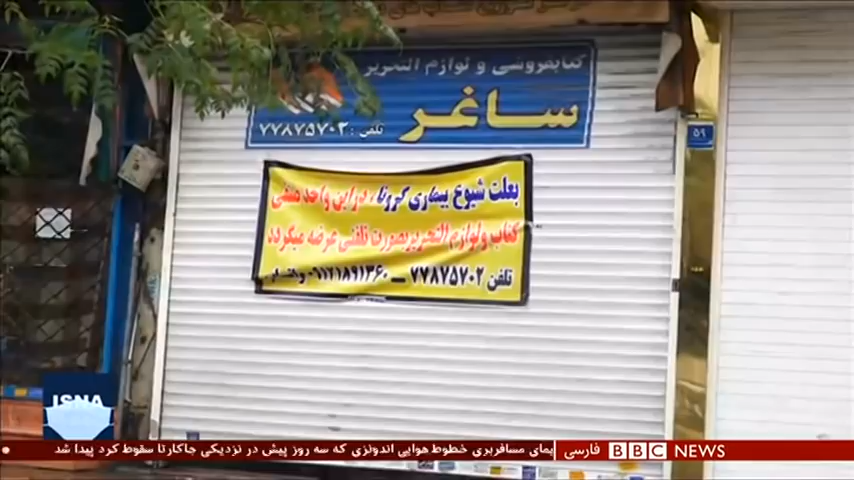 کتابفروشی و لوازم التحریر
ساغر
تلفن : ۷۷۸۷۵۷۰۲
۵۹
بعلت شیوع بیماری کرونا، در این واحد صنفی
کتاب و لوازم التحریر بصورت تلفنی عرضه میگردد
تلفن ۷۷۸۷۵۷۰۲ - ۰۹۱۲۱۸۹۱۳۶۰
ISNA
پیمای مسافربری خطوط هوایی اندونزی که سه روز پیش در نزدیکی جاکارتا سقوط کرد پیدا شد
فارسی BBC NEWS